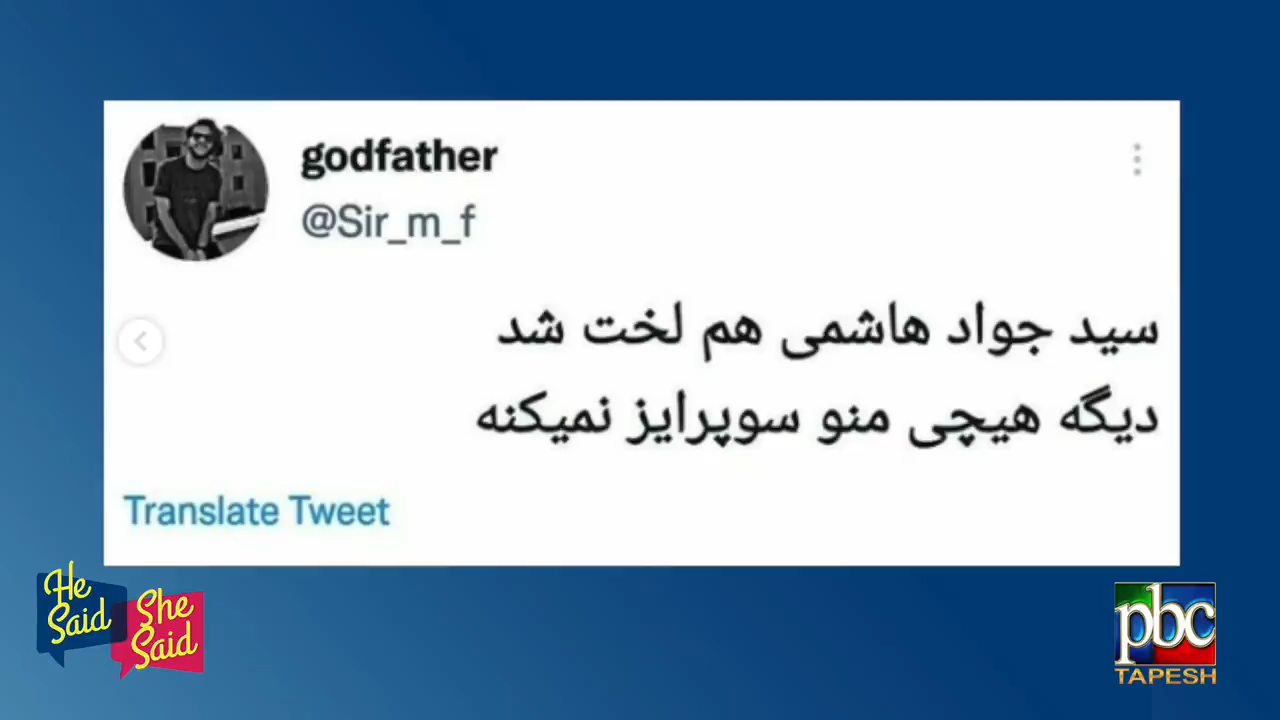 godfather
@Sir_m_f
سید جواد هاشمی هم لخت شد
دیگه هیچی منو سوپرایز نمیکنه
Translate Tweet
He
Said
She
Said
pbc
TAPESH